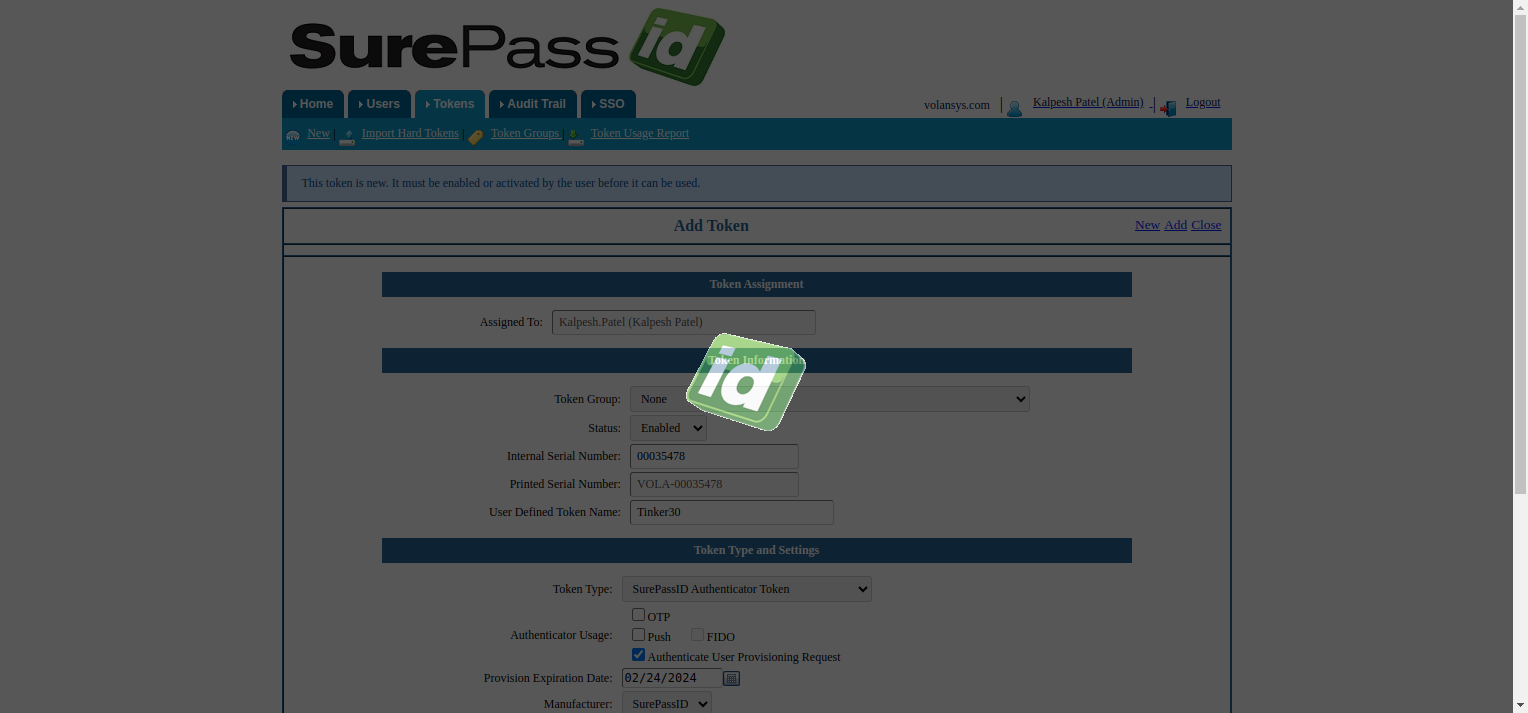 SurePass id
Home Users Tokens Audit Trail SSO
volansys.com | Kalpesh Patel (Admin) - | Logout
New | Import Hard Tokens | Token Groups | Token Usage Report
This token is new. It must be enabled or activated by the user before it can be used.
Add Token New Add Close
Token Assignment
Assigned To: Kalpesh.Patel (Kalpesh Patel)
Token Information
id
Token Group: None
Status: Enabled
Internal Serial Number: 00035478
Printed Serial Number: VOLA-00035478
User Defined Token Name: Tinker30
Token Type and Settings
Token Type: SurePassID Authenticator Token
OTP
Authenticator Usage: Push FIDO
Authenticate User Provisioning Request
Provision Expiration Date: 02/24/2024
Manufacturer: SurePassID